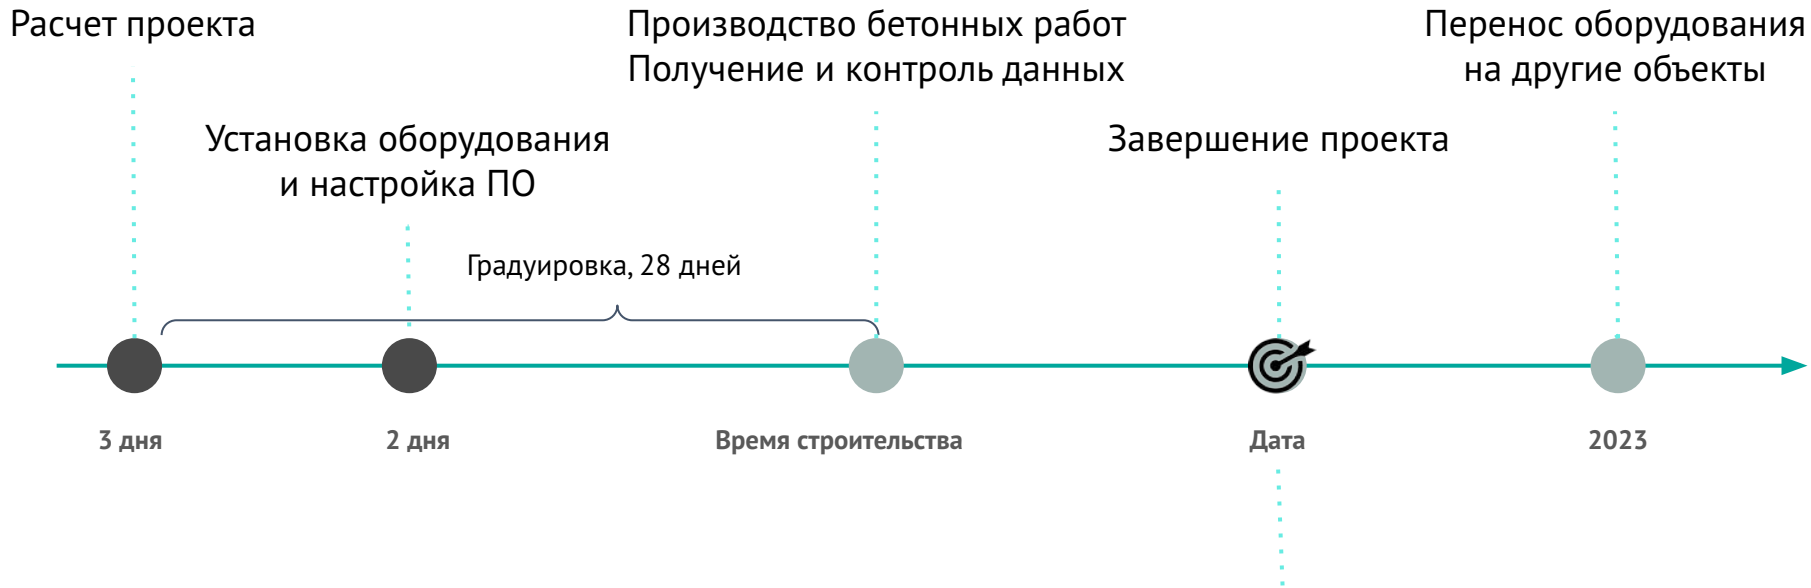 Расчет проекта
Производство бетонных работ
Получение и контроль данных
Перенос оборудования
на другие объекты
Установка оборудования
и настройка ПО
Завершение проекта
Градуировка, 28 дней
3 дня
2 дня
Время строительства
Дата
2023